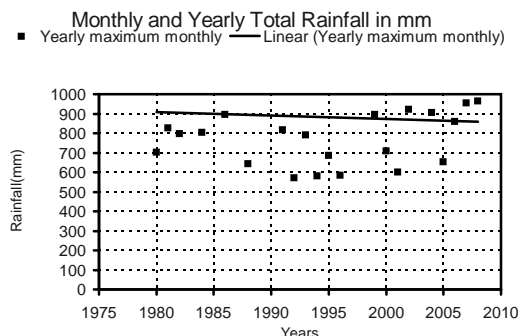 Monthly and Yearly Total Rainfall in mm
Yearly maximum monthly Linear (Yearly maximum monthly)
1000
900
800
700
600
500
400
300
200
100
0
Rainfall(mm)
1975 1980 1985 1990 1995 2000 2005 2010
Years